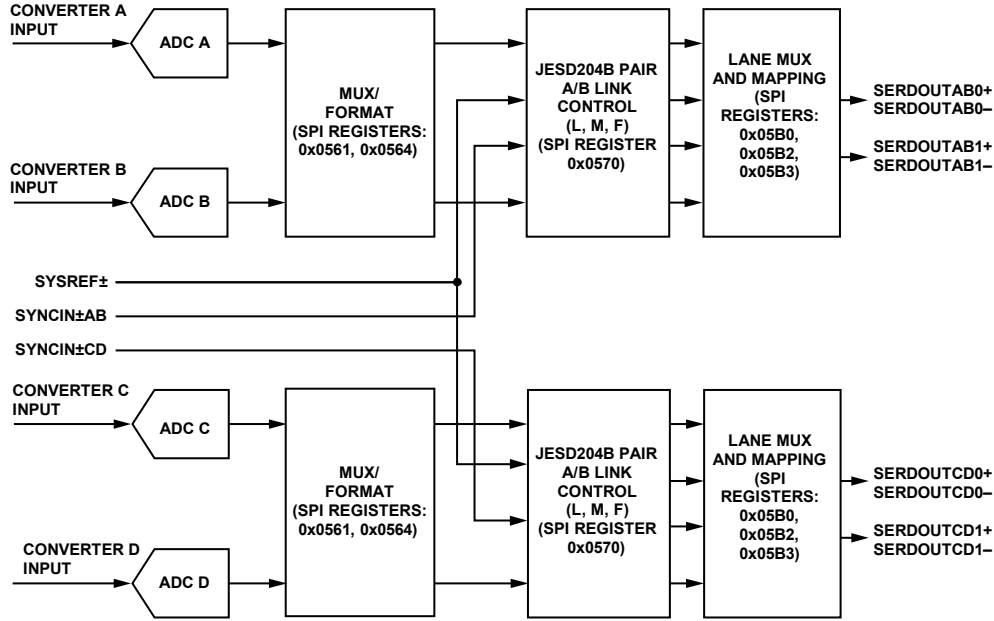 CONVERTER A
INPUT
ADC A
MUX/
FORMAT
(SPI REGISTERS:
0x0561, 0x0564)
JESD204B PAIR
A/B LINK
CONTROL
(L, M, F)
(SPI REGISTER
0x0570)
LANE MUX
AND MAPPING
(SPI
REGISTERS:
0x05B0,
0x05B2,
0x05B3)
SERDOUTAB0+
SERDOUTAB0–
SERDOUTAB1+
SERDOUTAB1–
CONVERTER B
INPUT
ADC B
SYSREF±
SYNCIN±AB
SYNCIN±CD
CONVERTER C
INPUT
ADC C
MUX/
FORMAT
(SPI REGISTERS:
0x0561, 0x0564)
JESD204B PAIR
A/B LINK
CONTROL
(L, M, F)
(SPI REGISTER
0x0570)
LANE MUX
AND MAPPING
(SPI
REGISTERS:
0x05B0,
0x05B2,
0x05B3)
SERDOUTCD0+
SERDOUTCD0–
SERDOUTCD1+
SERDOUTCD1–
CONVERTER D
INPUT
ADC D